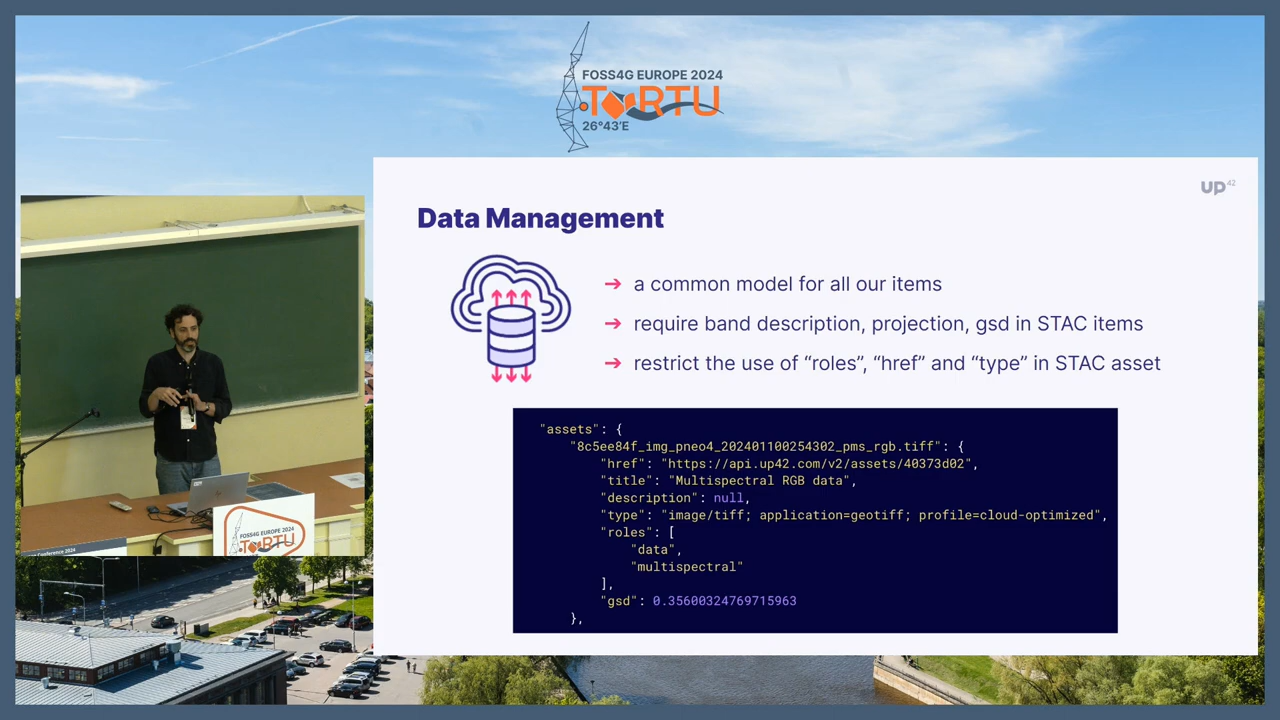 FOSS4G EUROPE 2024
TARTU
26°43'E
UP42
Data Management
➔ a common model for all our items
➔ require band description, projection, gsd in STAC items
➔ restrict the use of “roles”, “href” and “type” in STAC asset
"assets": {
"8c5ee84f_img_pneo4_202401100254302_pms_rgb.tiff": {
"href": "https://api.up42.com/v2/assets/40373d02",
"title": "Multispectral RGB data",
"description": null,
"type": "image/tiff; application=geotiff; profile=cloud-optimized",
"roles": [
"data",
"multispectral"
],
"gsd": 0.35600324769715963
},
FOSS4G EUROPE 2024
TARTU
Conference 2024